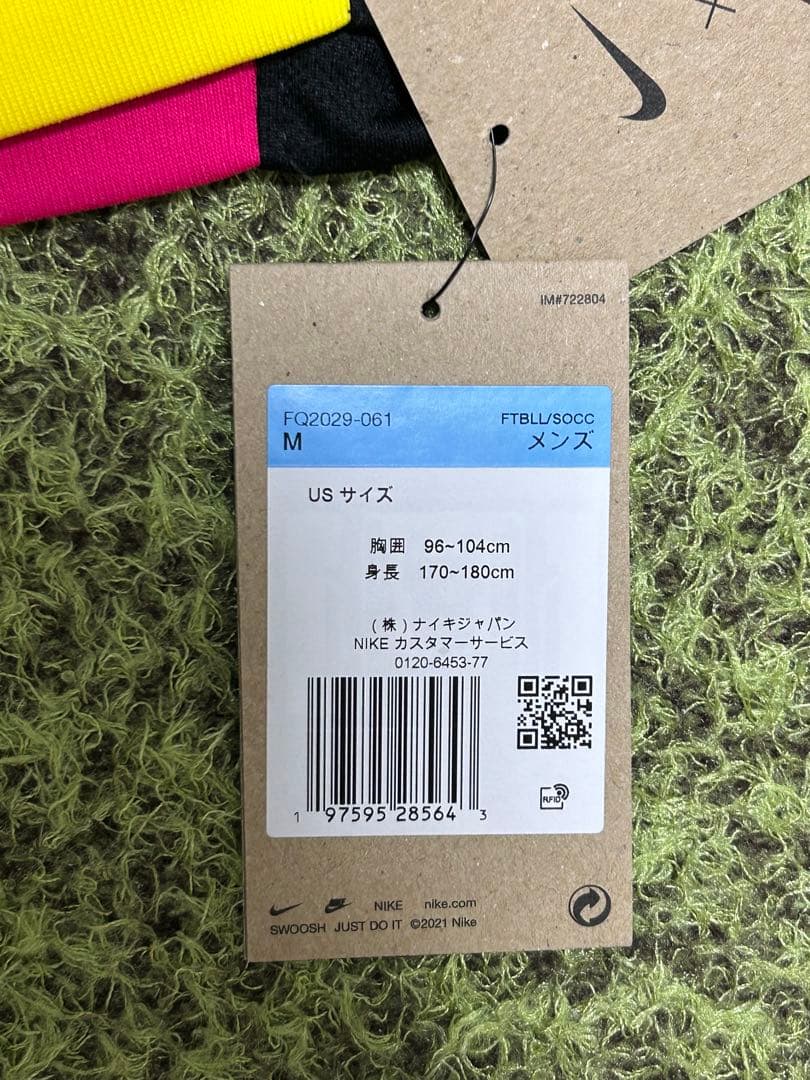 IM#722804
FQ2029-061
FTBLL/SOCC
M
メンズ
US サイズ
胸囲 96~104cm
身長 170~180cm
(株)ナイキジャパン
NIKE カスタマーサービス
0120-6453-77
RFID
1 97595 28564 3
NIKE nike.com
SWOOSH JUST DO IT ©2021 Nike